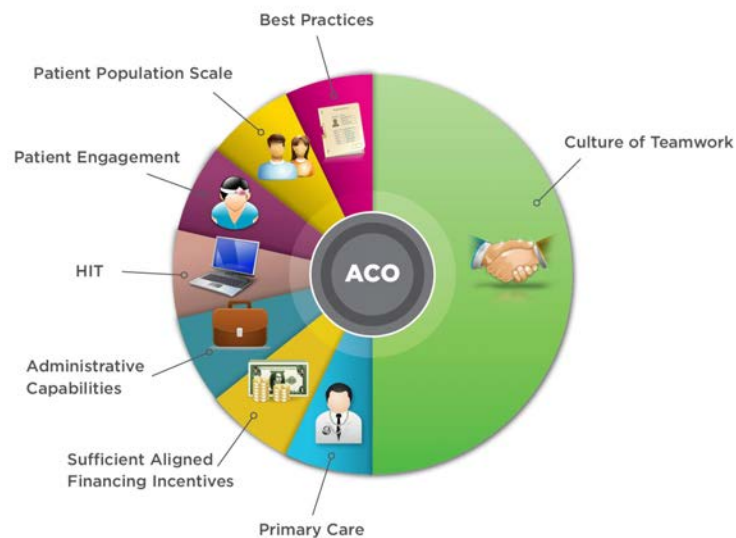 Best Practices
Patient Population Scale
Culture of Teamwork
Patient Engagement
HIT
ACO
Administrative
Capabilities
Sufficient Aligned
Financing Incentives
Primary Care